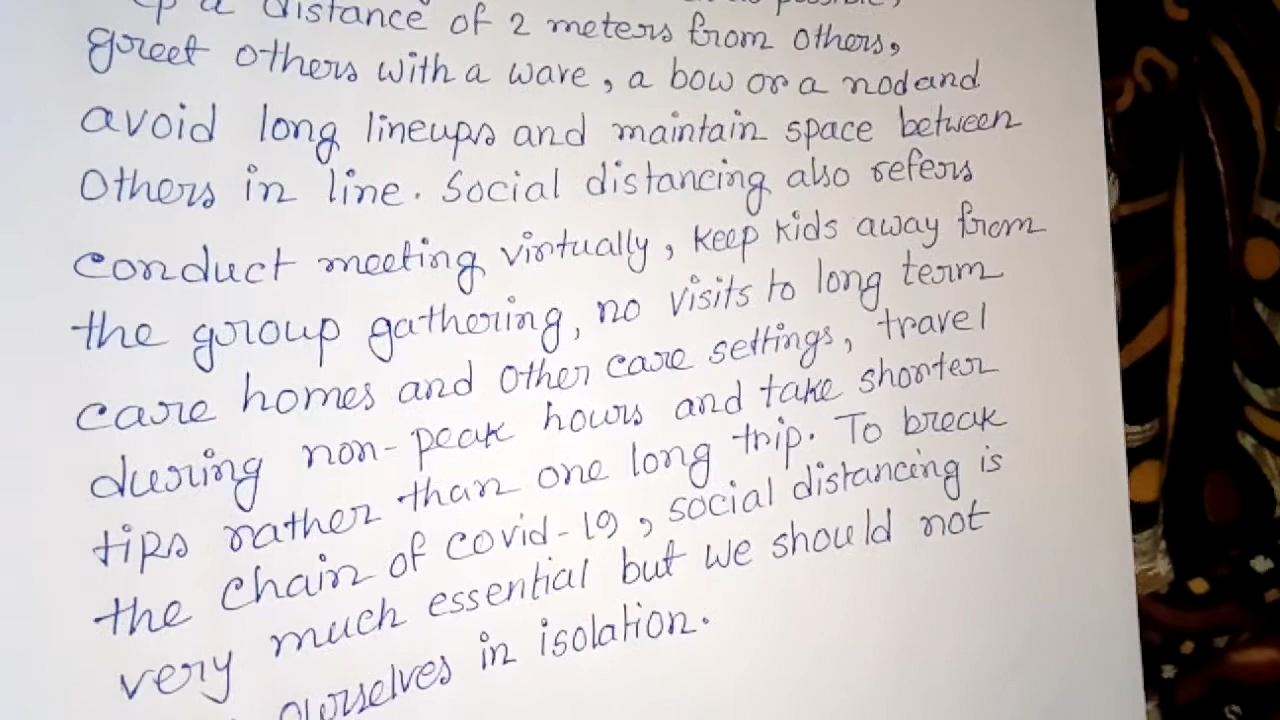 a distance of 2 meters from others,
greet others with a wave, a bow or a nod and
avoid long lineups and maintain space between
others in line. Social distancing also refers
conduct meeting virtually, keep kids away from
the group gathering, no visits to long term
care homes and other care settings, travel
during non-peak hours and take shorter
tips rather than one long trip. To break
the chain of covid-19, social distancing is
very much essential but we should not
ourselves in isolation.